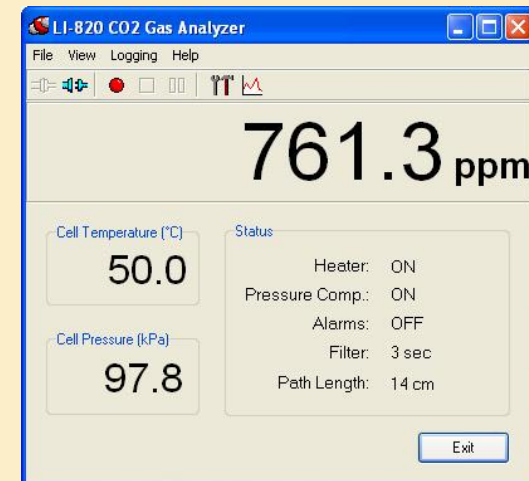 LI-820 CO2 Gas Analyzer
File View Logging Help
761.3 ppm
Cell Temperature (°C)
50.0
Cell Pressure (kPa)
97.8
Status
Heater: ON
Pressure Comp.: ON
Alarms: OFF
Filter: 3 sec
Path Length: 14 cm
Exit